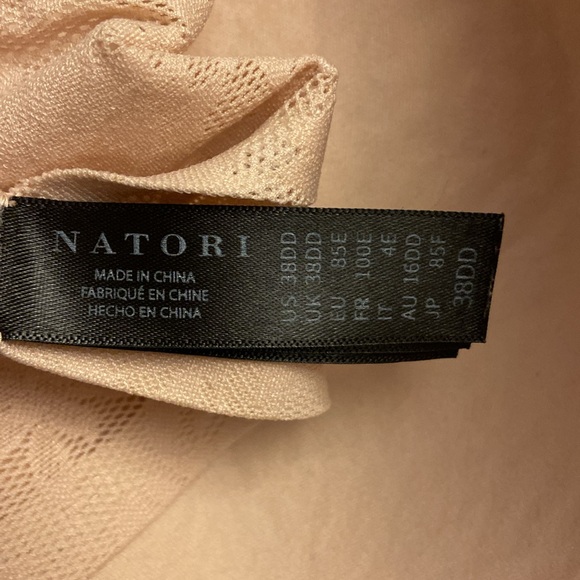 NATORI
MADE IN CHINA
FABRIQUÉ EN CHINE
HECHO EN CHINA
US 38DD
UK 38DD
EU 85E
FR 100E
IT 4E
AU 16DD
JP 85F
38DD